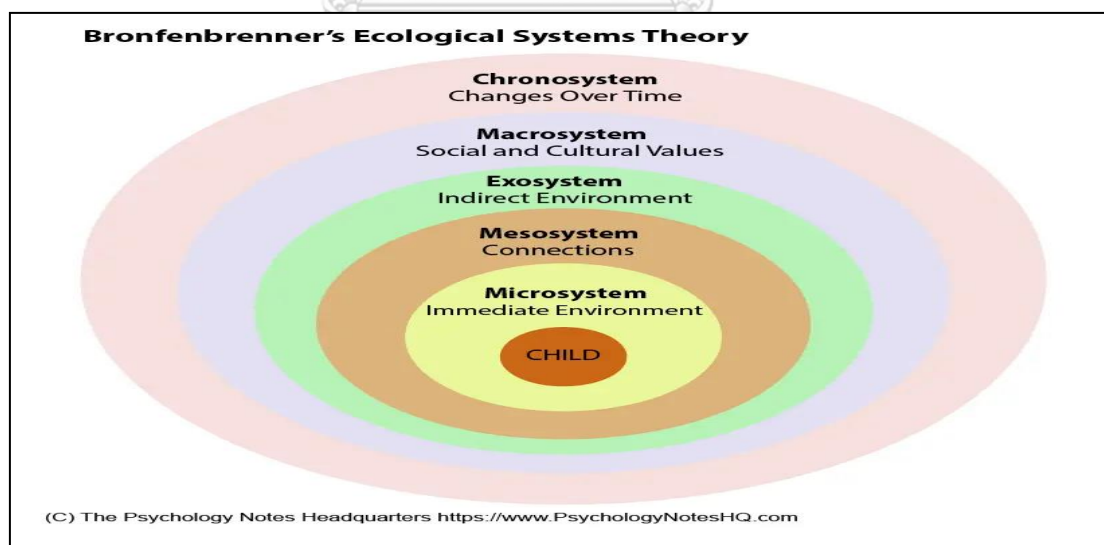 Bronfenbrenner's Ecological Systems Theory
Chronosystem
Changes Over Time
Macrosystem
Social and Cultural Values
Exosystem
Indirect Environment
Mesosystem
Connections
Microsystem
Immediate Environment
CHILD
(C) The Psychology Notes Headquarters https://www.PsychologyNotesHQ.com